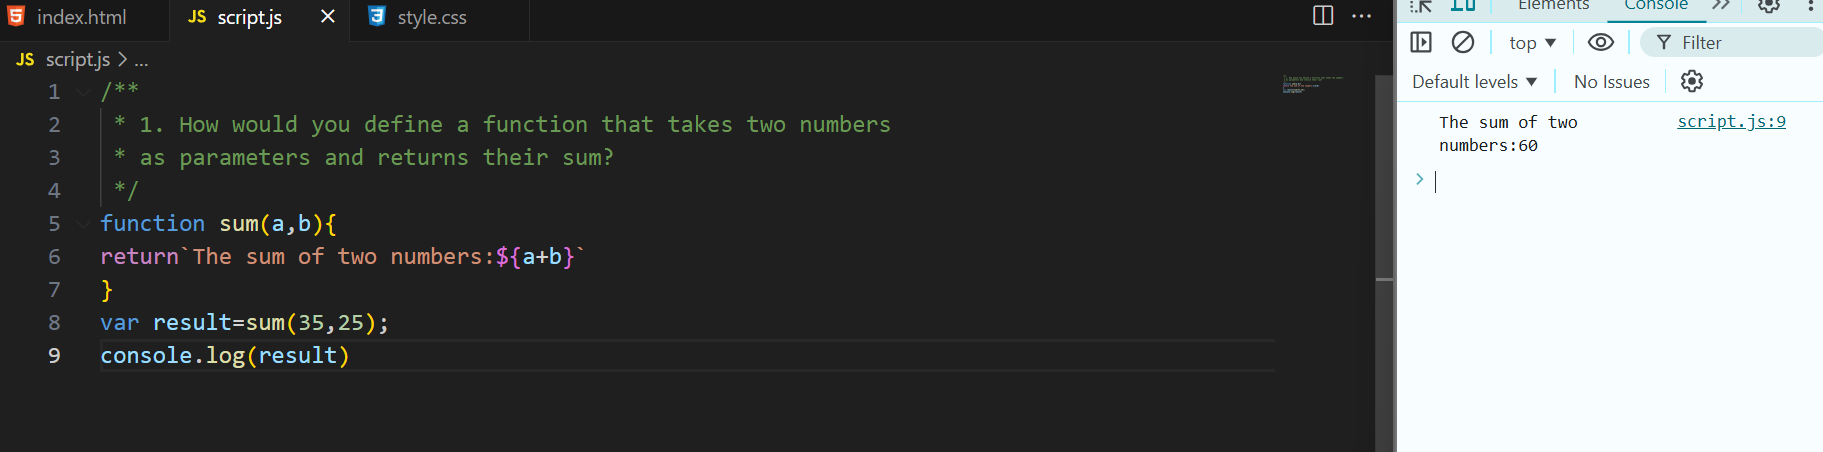 index.html
JS script.js ×
style.css
JS script.js > ...
1 /**
2 * 1. How would you define a function that takes two numbers
3 * as parameters and returns their sum?
4 */
5 function sum(a,b){
6 return`The sum of two numbers:${a+b}`
7 }
8 var result=sum(35,25);
9 console.log(result)
Elements Console
top ▼ Filter
Default levels ▼ No Issues
The sum of two script.js:9
numbers:60
>